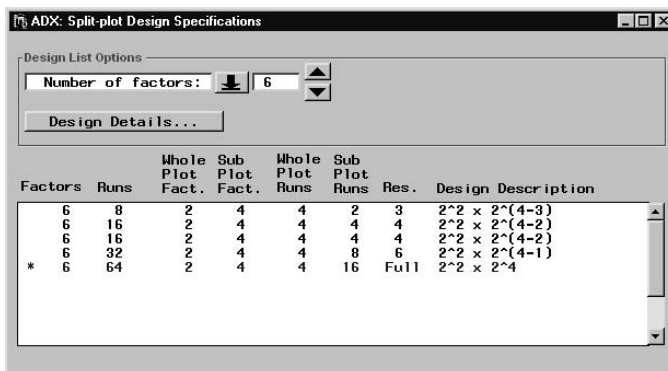 ADX: Split-plot Design Specifications
Design List Options
Number of factors: 6
Design Details...
Whole Sub Whole Sub
Plot Plot Plot Plot
Factors Runs Fact. Fact. Runs Runs Res. Design Description
6 8 2 4 4 2 3 2^2 x 2^(4-3)
6 16 2 4 4 4 4 2^2 x 2^(4-2)
6 16 2 4 4 4 4 2^2 x 2^(4-2)
6 32 2 4 4 8 6 2^2 x 2^(4-1)
* 6 64 2 4 4 16 Full 2^2 x 2^4